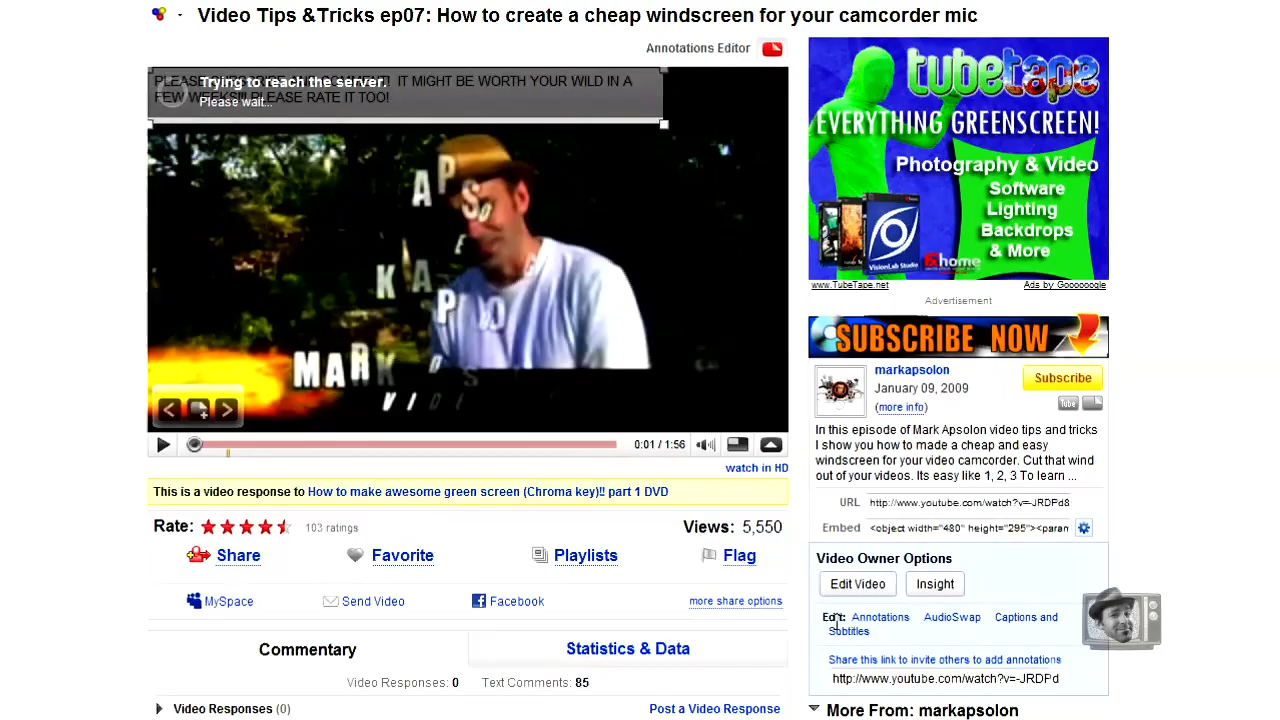 Video Tips &Tricks ep07: How to create a cheap windscreen for your camcorder mic
Annotations Editor
IT MIGHT BE WORTH YOUR WILD IN A
FEW WEEKS!! PLEASE RATE IT TOO!
Trying to reach the server.
Please wait...
MARK
0:01 / 1:56
watch in HD
This is a video response to How to make awesome green screen (Chroma key)!! part 1 DVD
Rate: 103 ratings Views: 5,550
Share Favorite Playlists Flag
MySpace Send Video Facebook more share options
Commentary Statistics & Data
Video Responses: 0 Text Comments: 85
Video Responses (0) Post a Video Response
tubetape
EVERYTHING GREENSCREEN!
Photography & Video
Software
Lighting
Backdrops
& More
VisionLab Studio
fxhome
www.TubeTape.net Ads by Goooooogle
Advertisement
SUBSCRIBE NOW
markapsolon
January 09, 2009
(more info)
Subscribe
Tube
In this episode of Mark Apsolon video tips and tricks
I show you how to made a cheap and easy
windscreen for your video camcorder. Cut that wind
out of your videos. Its easy like 1, 2, 3 To learn ...
URL http://www.youtube.com/watch?v=-JRDPd8
Embed <object width="480" height="295"><paran
Video Owner Options
Edit Video Insight
Edit: Annotations AudioSwap Captions and
Subtitles
Share this link to invite others to add annotations
http://www.youtube.com/watch?v=-JRDPd
More From: markapsolon